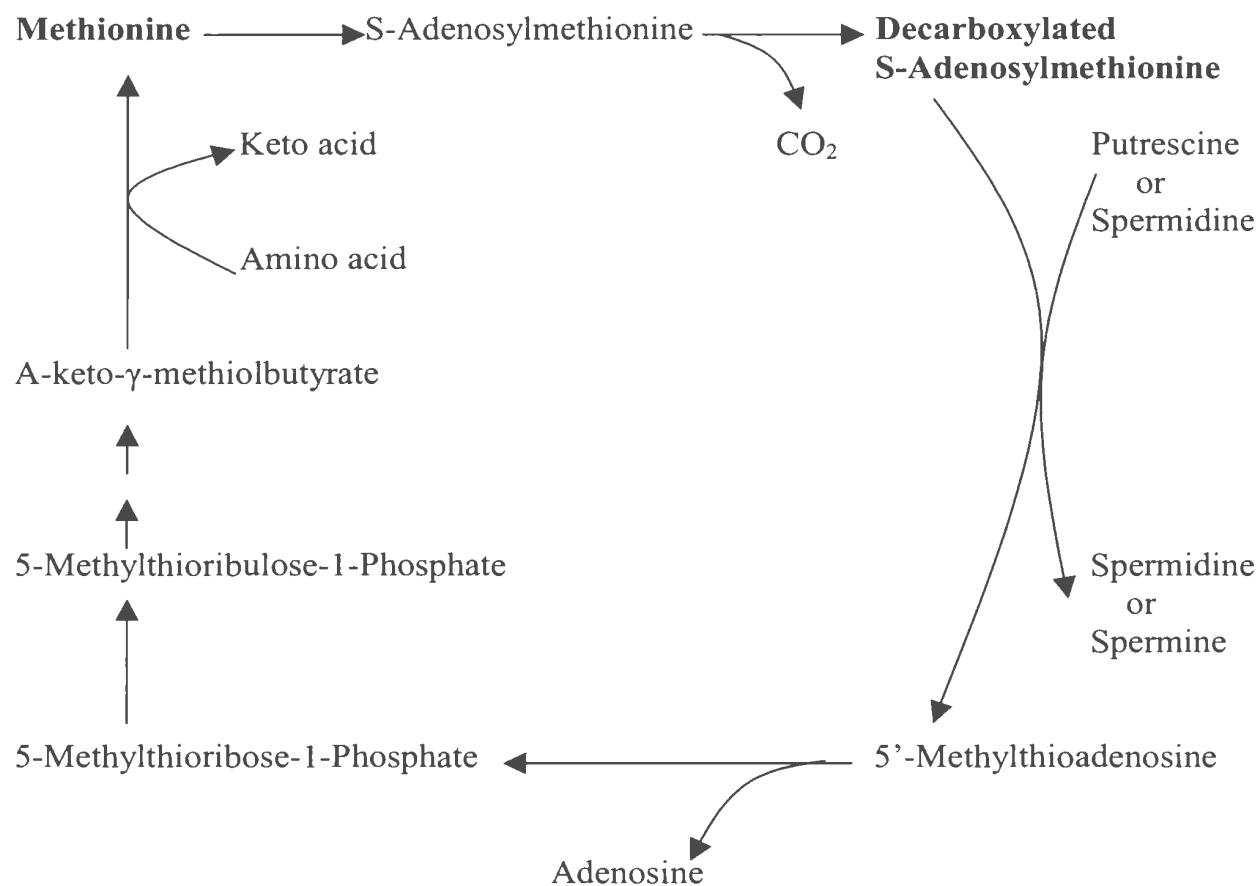 Methionine
S-Adenosylmethionine
Decarboxylated
S-Adenosylmethionine
Keto acid
CO₂
Putrescine
or
Spermidine
Amino acid
A-keto-γ-methiolbutyrate
5-Methylthioribulose-1-Phosphate
Spermidine
or
Spermine
5-Methylthioribose-1-Phosphate
5’-Methylthioadenosine
Adenosine